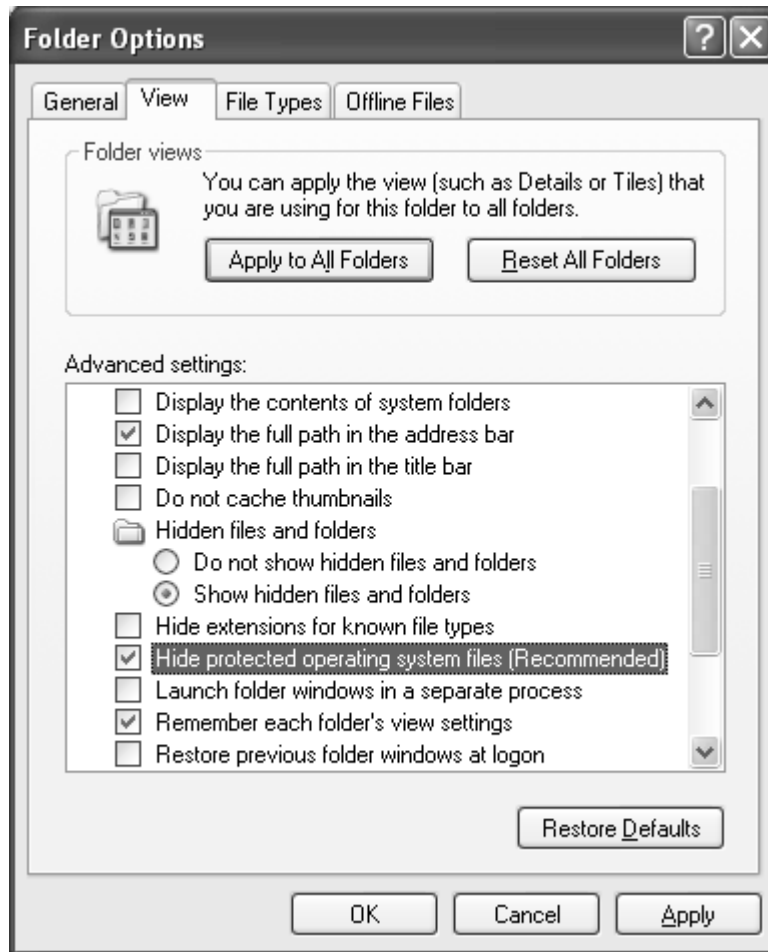 Folder Options
General View File Types Offline Files
Folder views
You can apply the view (such as Details or Tiles) that
you are using for this folder to all folders.
Apply to All Folders Reset All Folders
Advanced settings:
Display the contents of system folders
Display the full path in the address bar
Display the full path in the title bar
Do not cache thumbnails
Hidden files and folders
Do not show hidden files and folders
Show hidden files and folders
Hide extensions for known file types
Hide protected operating system files (Recommended)
Launch folder windows in a separate process
Remember each folder's view settings
Restore previous folder windows at logon
Restore Defaults
OK Cancel Apply